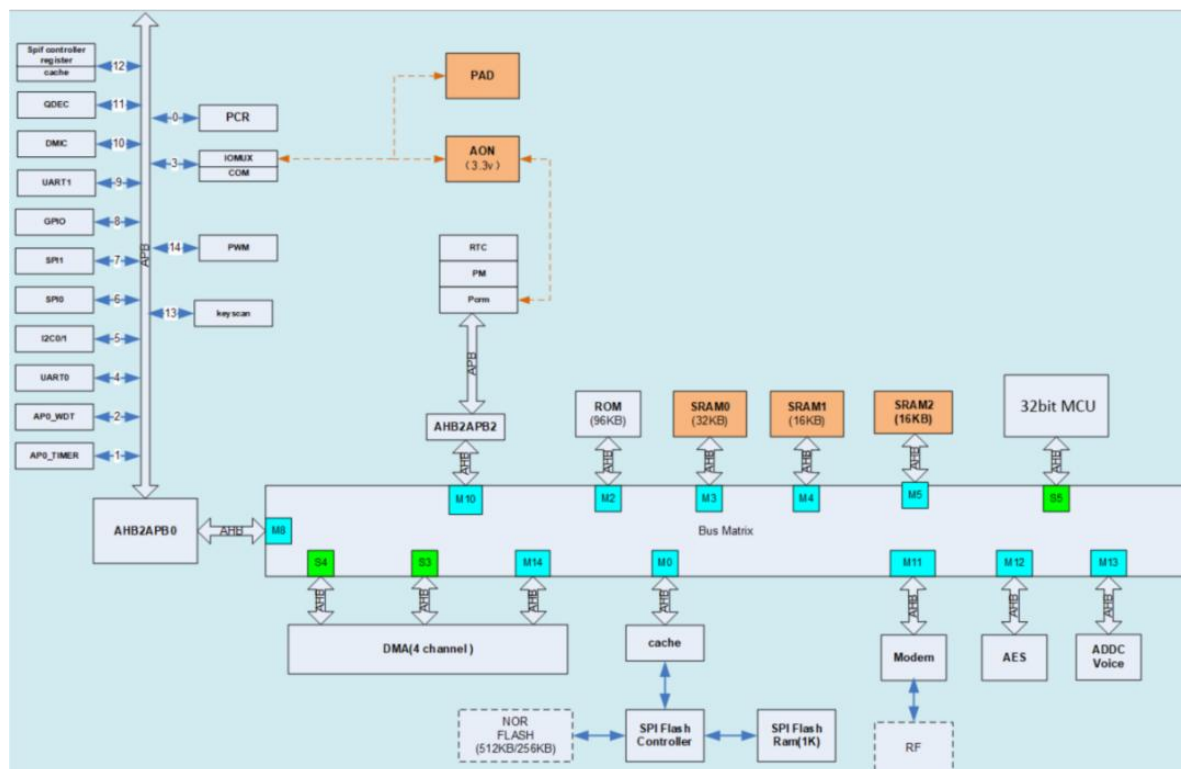 Spif controller
register
cache
12
QDEC
11
DMIC
10
UART1
9
GPIO
8
SPI1
7
SPI0
6
I2C0/1
5
UART0
4
AP0_WDT
2
AP0_TIMER
1
APB
0
PCR
3
IOMUX
COM
14
PWM
13
keyscan
PAD
AON
(3.3v)
RTC
PM
Pcrm
APB
AHB2APB2
AHB
M10
ROM
(96KB)
AHB
M2
SRAM0
(32KB)
AHB
M3
SRAM1
(16KB)
AHB
M4
SRAM2
(16KB)
AHB
M5
32bit MCU
AHB
S5
AHB2APB0
AHB
M8
Bus Matrix
S4
S3
M14
M0
M11
M12
M13
AHB
AHB
AHB
AHB
AHB
AHB
AHB
DMA(4 channel )
cache
Modem
AES
ADDC
Voice
NOR
FLASH
(512KB/256KB)
SPI Flash
Controller
SPI Flash
Ram(1K)
RF